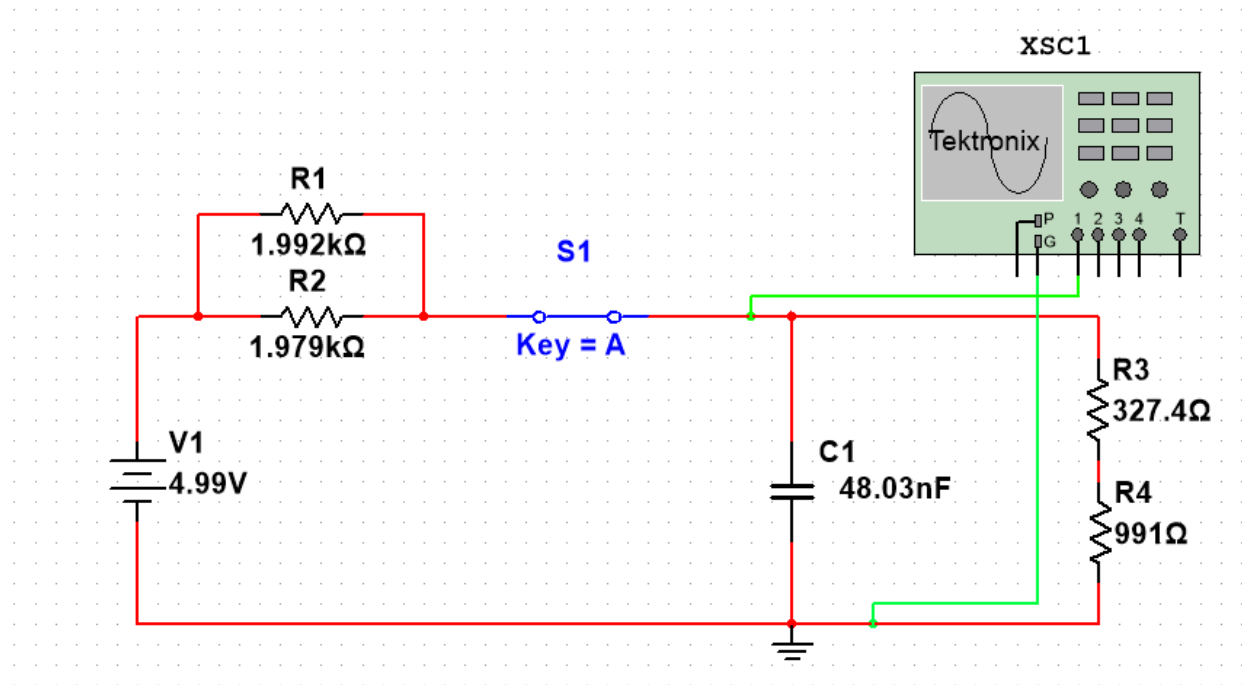 XSC1
Tektronix
P
G
1 2 3 4 T
R1
1.992kΩ
R2
1.979kΩ
S1
Key = A
V1
4.99V
C1
48.03nF
R3
327.4Ω
R4
991Ω